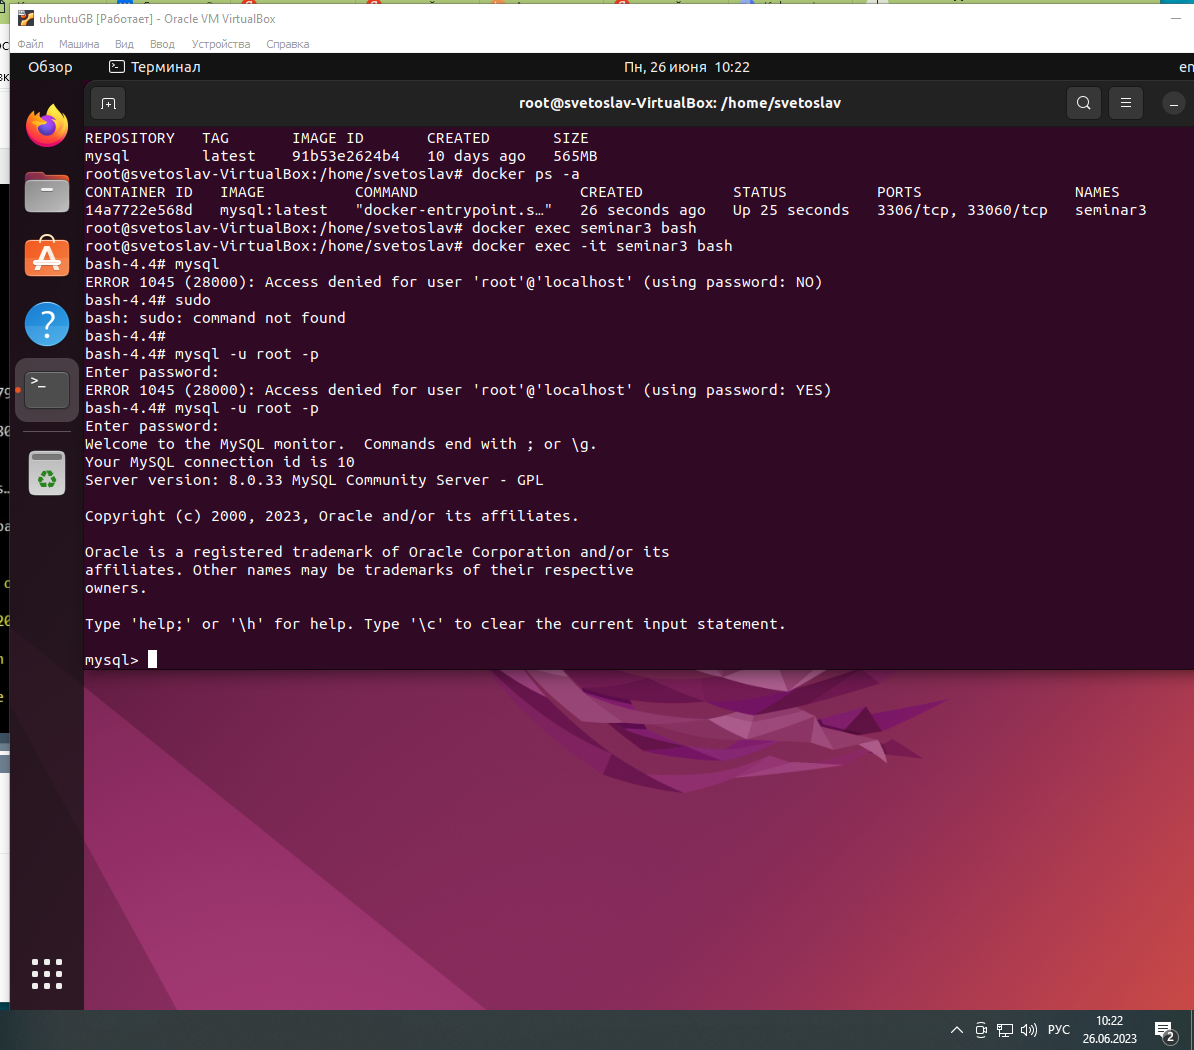 ubuntuGB [Работает] - Oracle VM VirtualBox
Файл Машина Вид Ввод Устройства Справка
Обзор Терминал Пн, 26 июня 10:22 en
root@svetoslav-VirtualBox: /home/svetoslav
REPOSITORY TAG IMAGE ID CREATED SIZE
mysql latest 91b53e2624b4 10 days ago 565MB
root@svetoslav-VirtualBox:/home/svetoslav# docker ps -a
CONTAINER ID IMAGE COMMAND CREATED STATUS PORTS NAMES
14a7722e568d mysql:latest "docker-entrypoint.s…" 26 seconds ago Up 25 seconds 3306/tcp, 33060/tcp seminar3
root@svetoslav-VirtualBox:/home/svetoslav# docker exec seminar3 bash
root@svetoslav-VirtualBox:/home/svetoslav# docker exec -it seminar3 bash
bash-4.4# mysql
ERROR 1045 (28000): Access denied for user 'root'@'localhost' (using password: NO)
bash-4.4# sudo
bash: sudo: command not found
bash-4.4#
bash-4.4# mysql -u root -p
Enter password:
ERROR 1045 (28000): Access denied for user 'root'@'localhost' (using password: YES)
bash-4.4# mysql -u root -p
Enter password:
Welcome to the MySQL monitor. Commands end with ; or \g.
Your MySQL connection id is 10
Server version: 8.0.33 MySQL Community Server - GPL
Copyright (c) 2000, 2023, Oracle and/or its affiliates.
Oracle is a registered trademark of Oracle Corporation and/or its
affiliates. Other names may be trademarks of their respective
owners.
Type 'help;' or '\h' for help. Type '\c' to clear the current input statement.
mysql>
РУС
10:22
26.06.2023
2